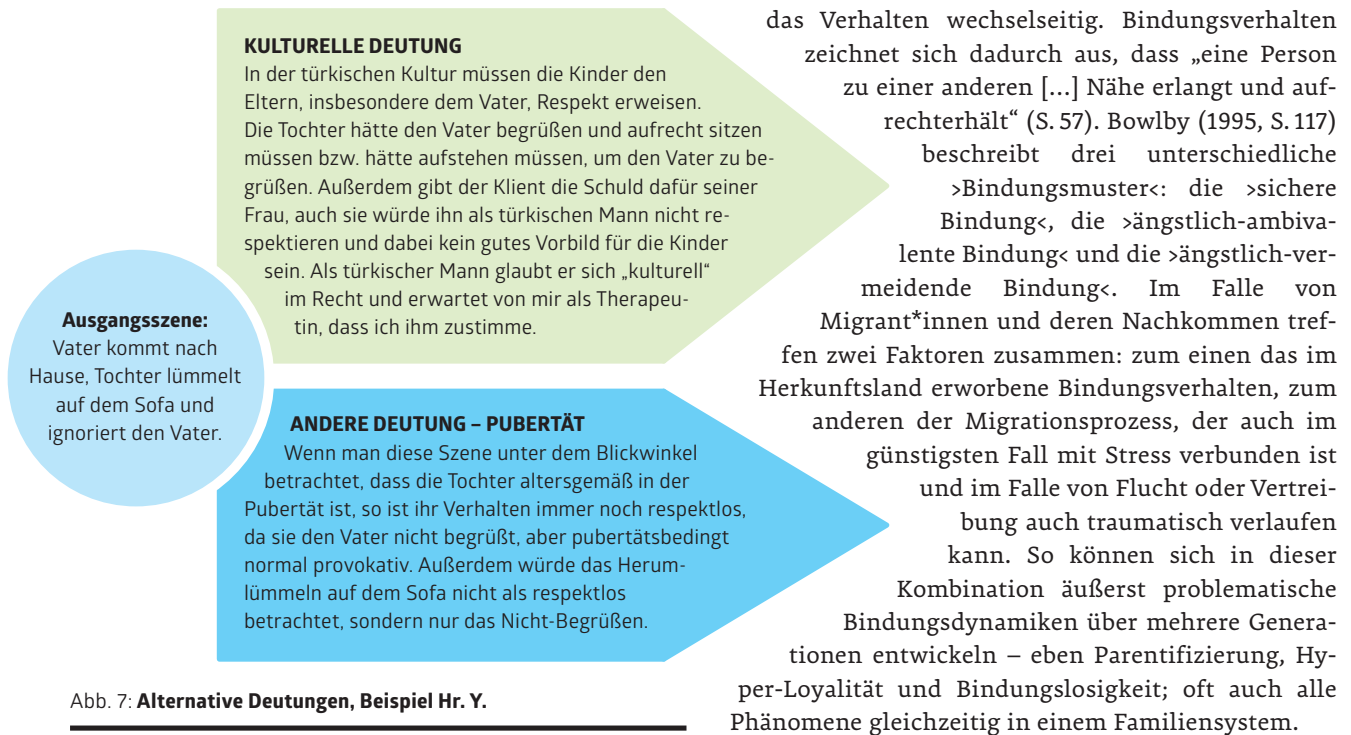 KULTURELLE DEUTUNG
In der türkischen Kultur müssen die Kinder den
Eltern, insbesondere dem Vater, Respekt erweisen.
Die Tochter hätte den Vater begrüßen und aufrecht sitzen
müssen bzw. hätte aufstehen müssen, um den Vater zu be-
grüßen. Außerdem gibt der Klient die Schuld dafür seiner
Frau, auch sie würde ihn als türkischen Mann nicht re-
spektieren und dabei kein gutes Vorbild für die Kinder
sein. Als türkischer Mann glaubt er sich „kulturell“
im Recht und erwartet von mir als Therapeu-
tin, dass ich ihm zustimme.
Ausgangsszene:
Vater kommt nach
Hause, Tochter lümmelt
auf dem Sofa und
ignoriert den Vater.
ANDERE DEUTUNG – PUBERTÄT
Wenn man diese Szene unter dem Blickwinkel
betrachtet, dass die Tochter altersgemäß in der
Pubertät ist, so ist ihr Verhalten immer noch respektlos,
da sie den Vater nicht begrüßt, aber pubertätsbedingt
normal provokativ. Außerdem würde das Herum-
lümmeln auf dem Sofa nicht als respektlos
betrachtet, sondern nur das Nicht-Begrüßen.
Abb. 7: Alternative Deutungen, Beispiel Hr. Y.
das Verhalten wechselseitig. Bindungsverhalten
zeichnet sich dadurch aus, dass „eine Person
zu einer anderen [...] Nähe erlangt und auf-
rechterhält“ (S. 57). Bowlby (1995, S. 117)
beschreibt drei unterschiedliche
›Bindungsmuster‹: die ›sichere
Bindung‹, die ›ängstlich-ambiva-
lente Bindung‹ und die ›ängstlich-ver-
meidende Bindung‹. Im Falle von
Migrant*innen und deren Nachkommen tref-
fen zwei Faktoren zusammen: zum einen das im
Herkunftsland erworbene Bindungsverhalten, zum
anderen der Migrationsprozess, der auch im
günstigsten Fall mit Stress verbunden ist
und im Falle von Flucht oder Vertrei-
bung auch traumatisch verlaufen
kann. So können sich in dieser
Kombination äußerst problematische
Bindungsdynamiken über mehrere Genera-
tionen entwickeln – eben Parentifizierung, Hy-
per-Loyalität und Bindungslosigkeit; oft auch alle
Phänomene gleichzeitig in einem Familiensystem.